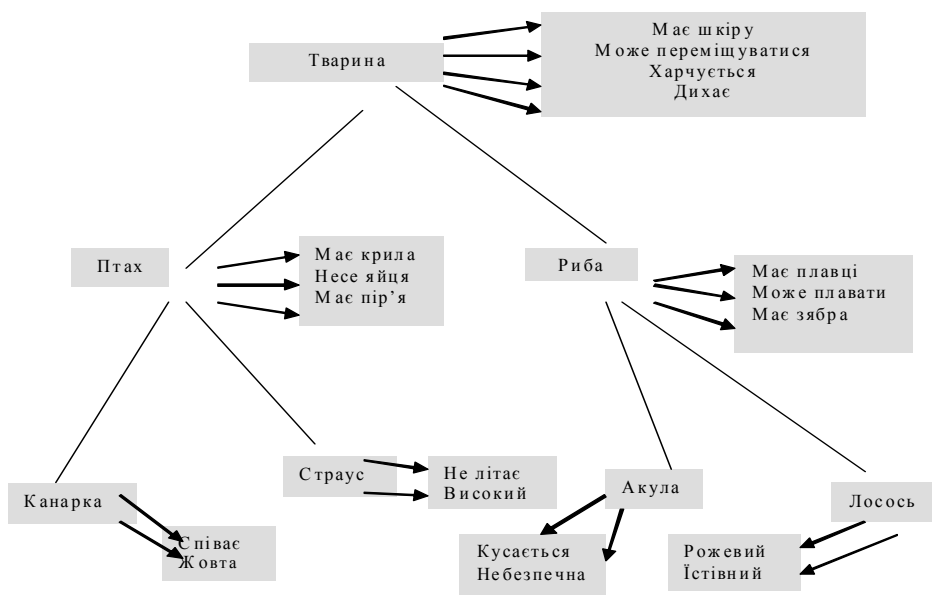 Тварина
Має шкіру
Може переміщуватися
Харчується
Дихає
Птах
Має крила
Несе яйця
Має пір’я
Риба
Має плавці
Може плавати
Має зябра
Канарка
Співає
Жовта
Страус
Не літає
Високий
Акула
Кусається
Небезпечна
Лосось
Рожевий
Їстівний